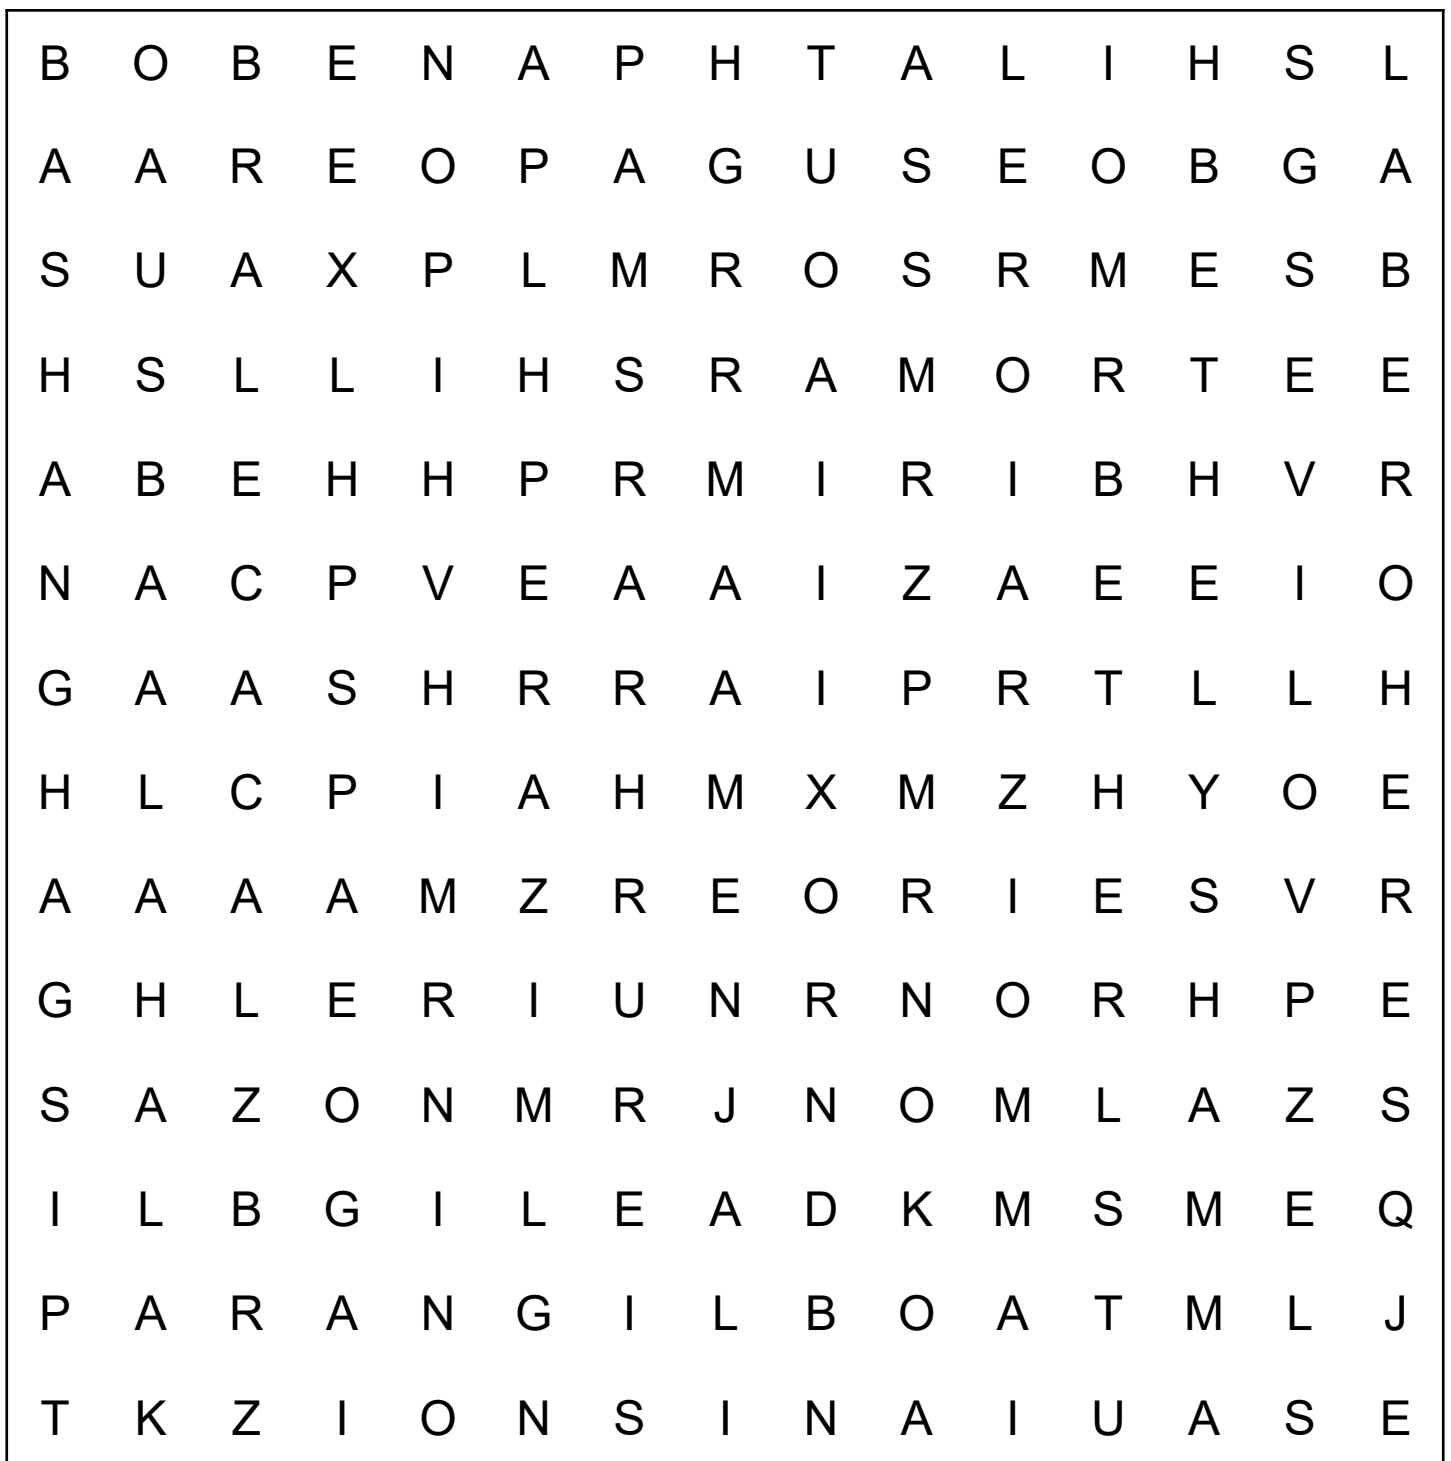 B O B E N A P H T A L I H S L
A A R E O P A G U S E O B G A
S U A X P L M R O S R M E S B
H S L L I H S R A M O R T E E
A B E H H P R M I R I B H V R
N A C P V E A A I Z A E E I O
G A A S H R R A I P R T L L H
H L C P I A H M X M Z H Y O E
A A A A M Z R E O R I E S V R
G H L E R I U N R N O R H P E
S A Z O N M R J N O M L A Z S
I L B G I L E A D K M S M E Q
P A R A N G I L B O A T M L J
T K Z I O N S I N A I U A S E